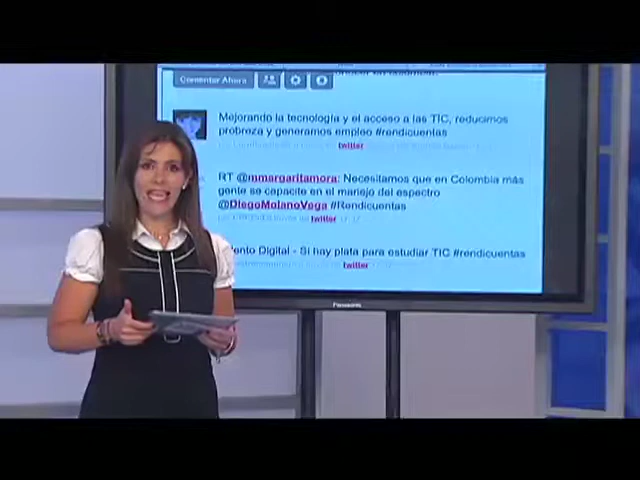 Comentar Ahora
Mejorando la tecnología y el acceso a las TIC, reducimos
probreza y generamos empleo #rendicuentas
twitter
RT @mmargaritamora: Necesitamos que en Colombia más
gente se capacite en el manejo del espectro
@DiegoMolanoVega #Rendicuentas
twitter
Digital - Si hay plata para estudiar TIC #rendicuentas
twitter
Panasonic